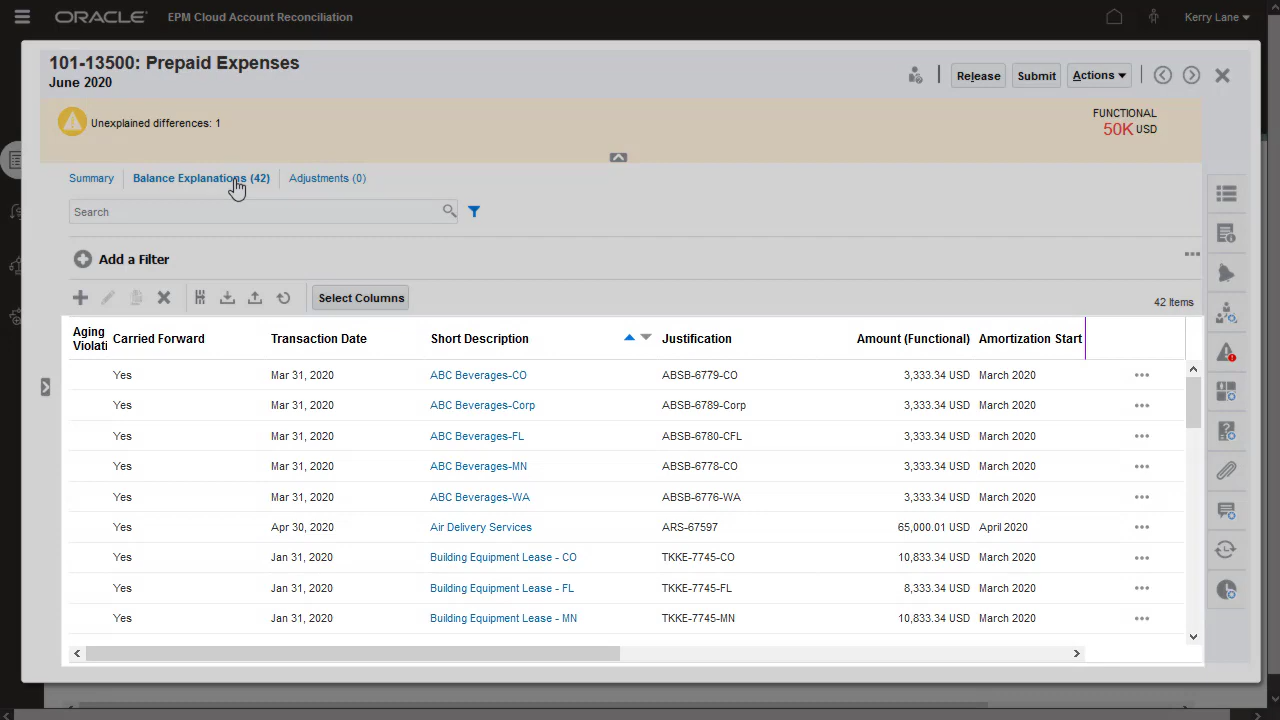 ORACLE® EPM Cloud Account Reconciliation Kerry Lane
101-13500: Prepaid Expenses
June 2020
Release Submit Actions
Unexplained differences: 1
FUNCTIONAL
50K USD
Summary Balance Explanations (42) Adjustments (0)
Search
Add a Filter
Select Columns 42 Items
Aging Violati Carried Forward Transaction Date Short Description Justification Amount (Functional) Amortization Start
Yes Mar 31, 2020 ABC Beverages-CO ABSB-6779-CO 3,333.34 USD March 2020
Yes Mar 31, 2020 ABC Beverages-Corp ABSB-6789-Corp 3,333.34 USD March 2020
Yes Mar 31, 2020 ABC Beverages-FL ABSB-6780-CFL 3,333.34 USD March 2020
Yes Mar 31, 2020 ABC Beverages-MN ABSB-6778-CO 3,333.34 USD March 2020
Yes Mar 31, 2020 ABC Beverages-WA ABSB-6776-WA 3,333.34 USD March 2020
Yes Apr 30, 2020 Air Delivery Services ARS-67597 65,000.01 USD April 2020
Yes Jan 31, 2020 Building Equipment Lease - CO TKKE-7745-CO 10,833.34 USD March 2020
Yes Jan 31, 2020 Building Equipment Lease - FL TKKE-7745-FL 8,333.34 USD March 2020
Yes Jan 31, 2020 Building Equipment Lease - MN TKKE-7745-MN 10,833.34 USD March 2020